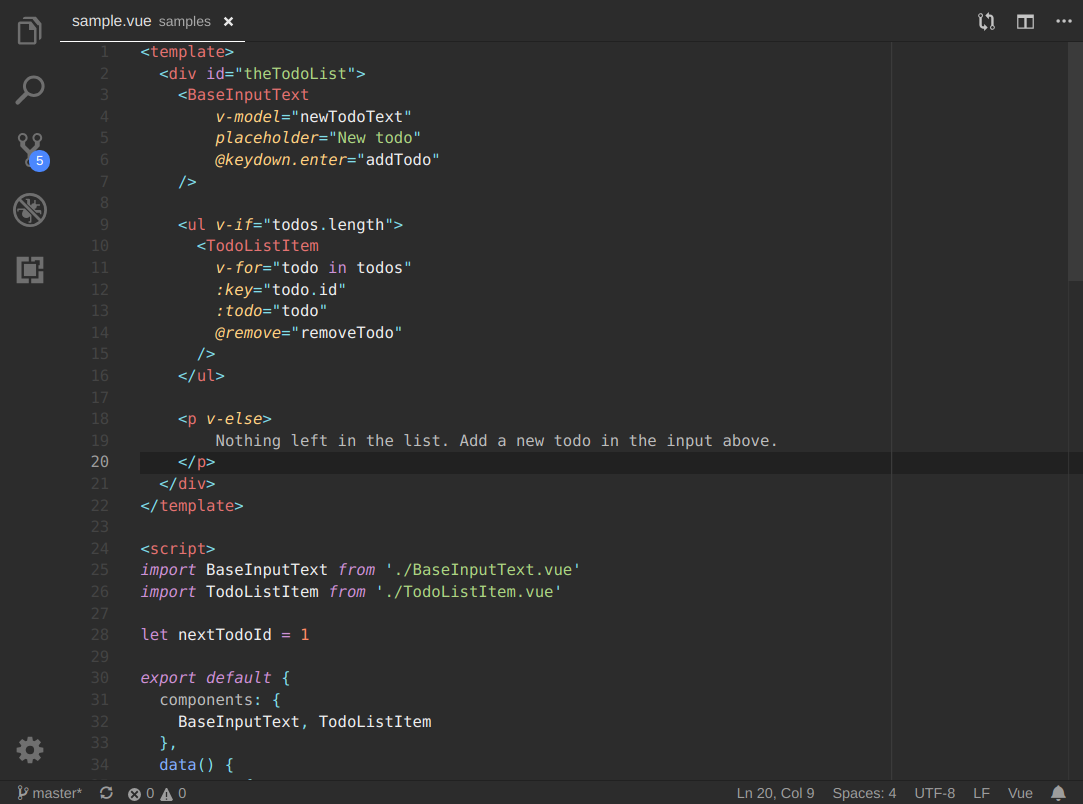 sample.vue samples ×
5
1 <template>
2   <div id="theTodoList">
3     <BaseInputText
4         v-model="newTodoText"
5         placeholder="New todo"
6         @keydown.enter="addTodo"
7     />
8
9     <ul v-if="todos.length">
10       <TodoListItem
11         v-for="todo in todos"
12         :key="todo.id"
13         :todo="todo"
14         @remove="removeTodo"
15       />
16     </ul>
17
18     <p v-else>
19         Nothing left in the list. Add a new todo in the input above.
20     </p>
21   </div>
22 </template>
23
24 <script>
25 import BaseInputText from './BaseInputText.vue'
26 import TodoListItem from './TodoListItem.vue'
27
28 let nextTodoId = 1
29
30 export default {
31   components: {
32     BaseInputText, TodoListItem
33   },
34   data() {
master* 0 0 Ln 20, Col 9 Spaces: 4 UTF-8 LF Vue